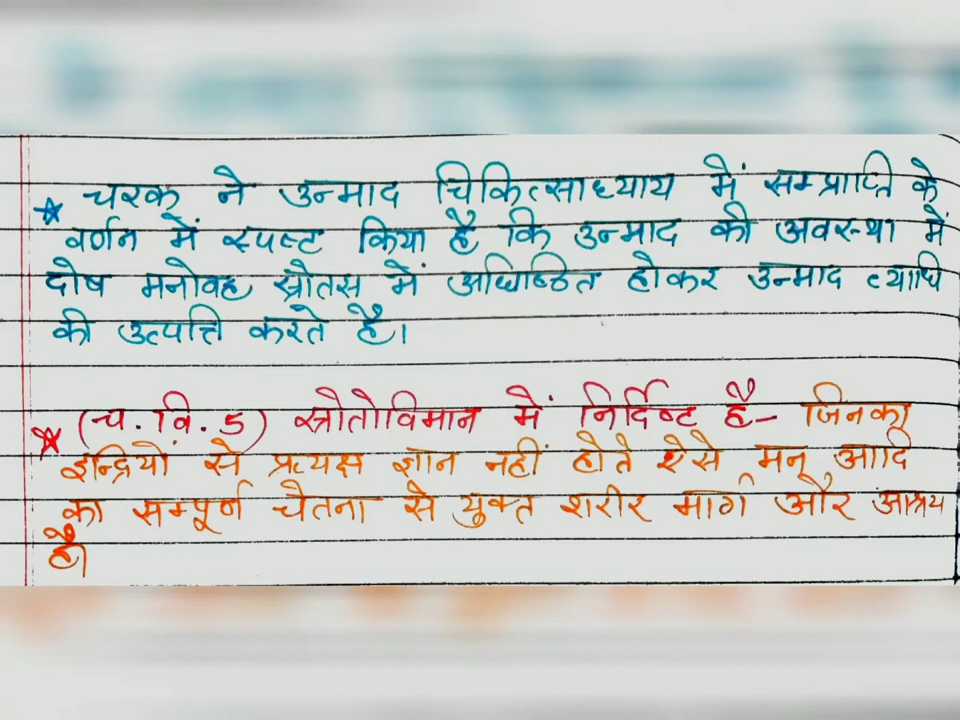 ★ चरक ने उन्माद चिकित्साध्याय में सम्प्राप्ति के
वर्णन में स्पष्ट किया है कि उन्माद की अवस्था में
दोष मनोवह स्रोतस में अधिष्ठित होकर उन्माद व्याधि
की उत्पत्ति करते है।
★ (च. वि. 5) स्रोतोविमान में निर्दिष्ट है- जिनका
इन्द्रियों से प्रत्यक्ष ज्ञान नहीं होते ऐसे मन आदि
का सम्पूर्ण चेतना से युक्त शरीर मार्ग और आश्रय
है।